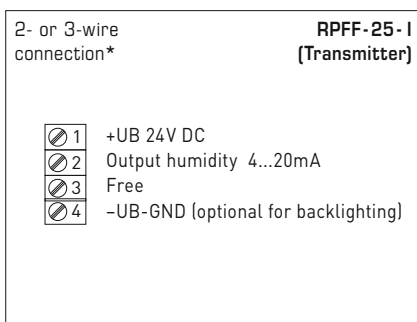 2- or 3-wire connection*
RPFF-25-I (Transmitter)
1 +UB 24V DC
2 Output humidity 4...20mA
3 Free
4 –UB-GND (optional for backlighting)